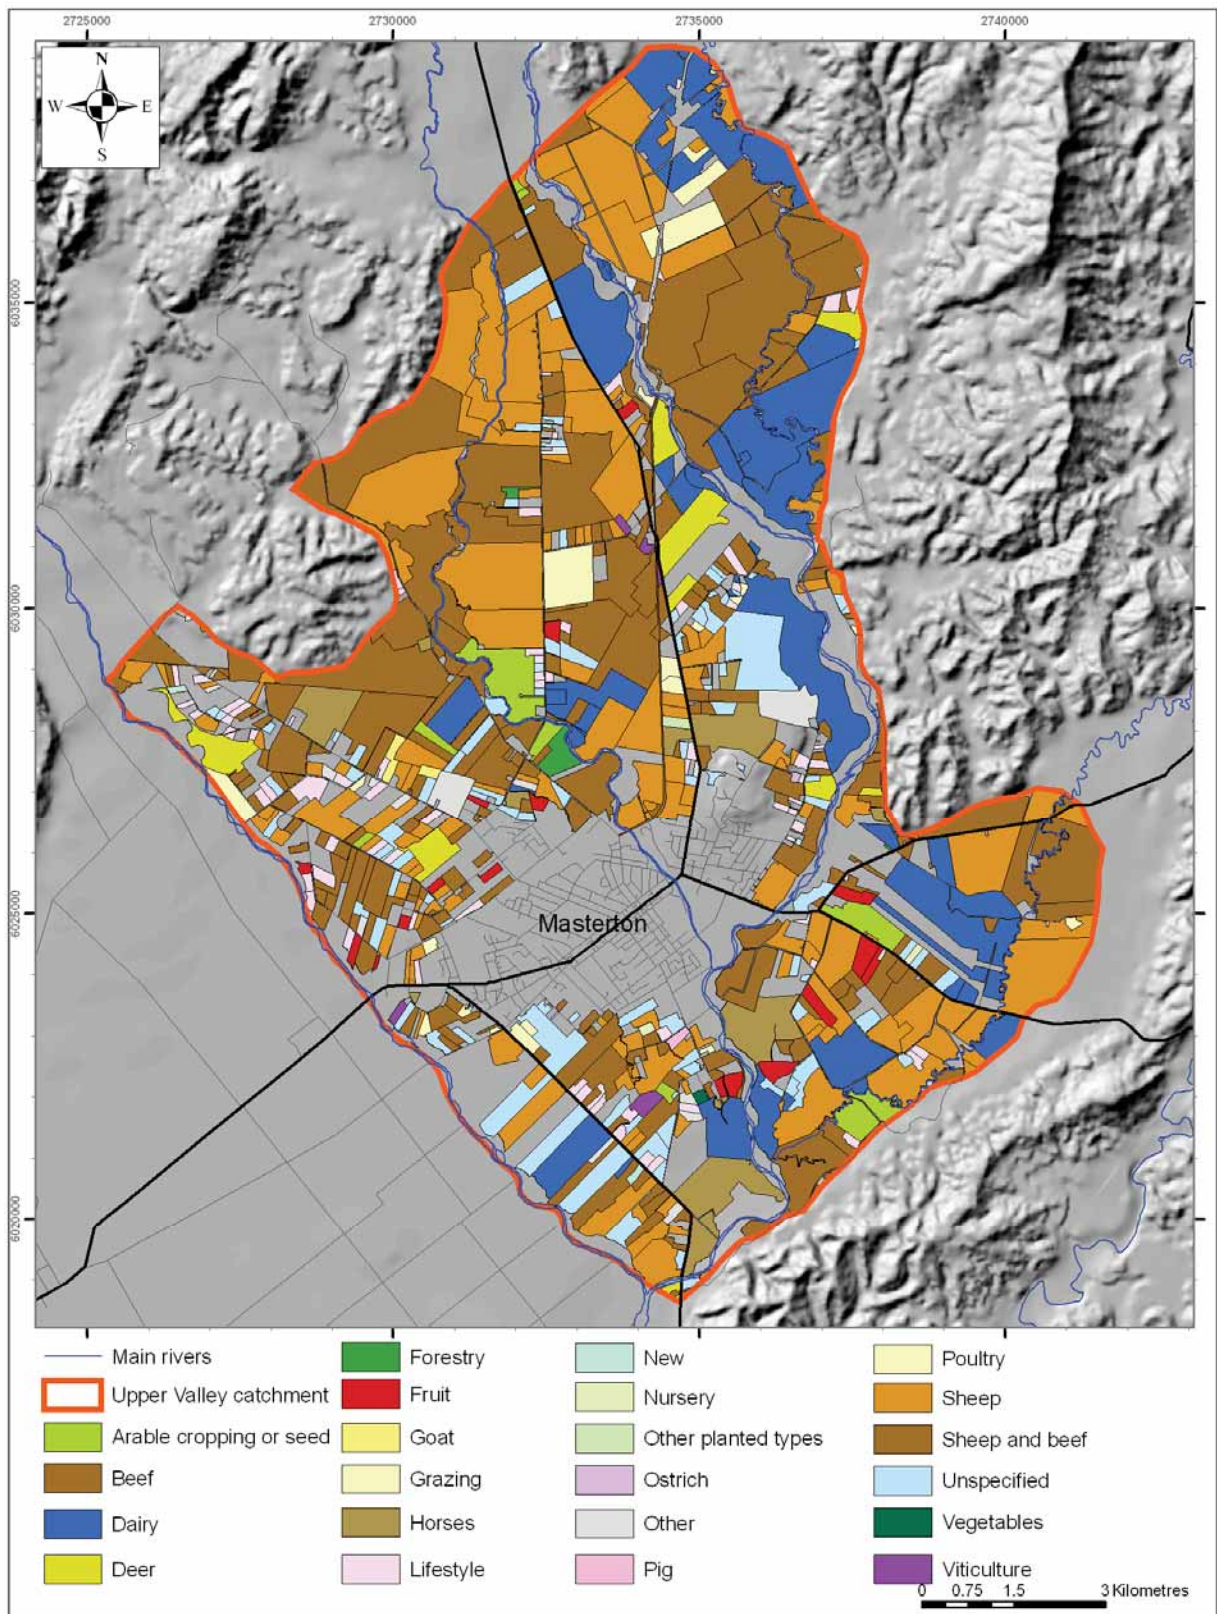 2725000 2730000 2735000 2740000
N
W E
S
6035000
6030000
6025000
6020000
Masterton
Main rivers
Upper Valley catchment
Arable cropping or seed
Beef
Dairy
Deer
Forestry
Fruit
Goat
Grazing
Horses
Lifestyle
New
Nursery
Other planted types
Ostrich
Other
Pig
Poultry
Sheep
Sheep and beef
Unspecified
Vegetables
Viticulture
0 0.75 1.5 3 Kilometres